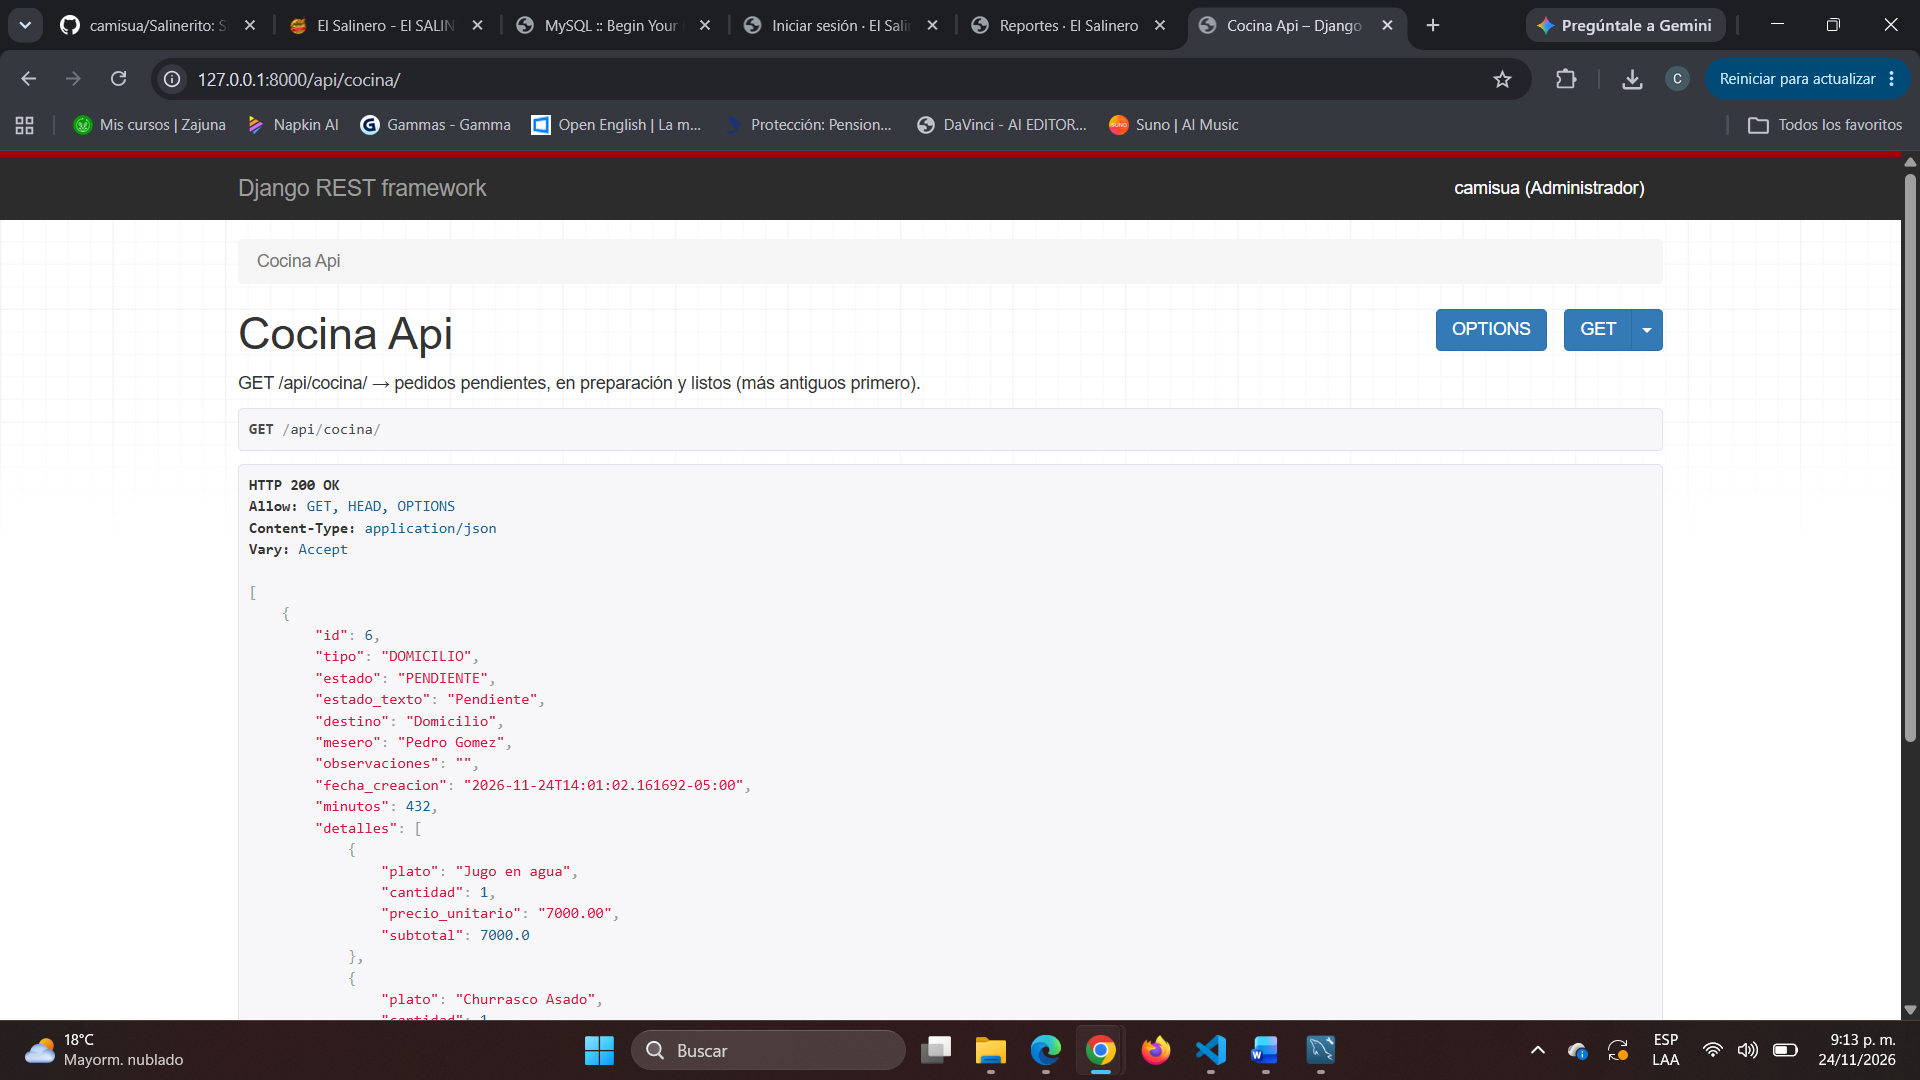 camisua/Salinerito: S
El Salinero - El SALIN
MySQL :: Begin Your
Iniciar sesión · El Salin
Reportes · El Salinero
Cocina Api – Django
Pregúntale a Gemini
127.0.0.1:8000/api/cocina/
C
Reiniciar para actualizar
Mis cursos | Zajuna
Napkin AI
Gammas - Gamma
Open English | La m...
Protección: Pension...
DaVinci - AI EDITOR...
Suno | AI Music
Todos los favoritos
Django REST framework
camisua (Administrador)
Cocina Api
Cocina Api
OPTIONS
GET
GET /api/cocina/ → pedidos pendientes, en preparación y listos (más antiguos primero).
GET /api/cocina/
HTTP 200 OK
Allow: GET, HEAD, OPTIONS
Content-Type: application/json
Vary: Accept
[
{
"id": 6,
"tipo": "DOMICILIO",
"estado": "PENDIENTE",
"estado_texto": "Pendiente",
"destino": "Domicilio",
"mesero": "Pedro Gomez",
"observaciones": "",
"fecha_creacion": "2026-11-24T14:01:02.161692-05:00",
"minutos": 432,
"detalles": [
{
"plato": "Jugo en agua",
"cantidad": 1,
"precio_unitario": "7000.00",
"subtotal": 7000.0
},
{
"plato": "Churrasco Asado",
"cantidad": 1
18°C
Mayorm. nublado
Buscar
ESP
LAA
9:13 p. m.
24/11/2026